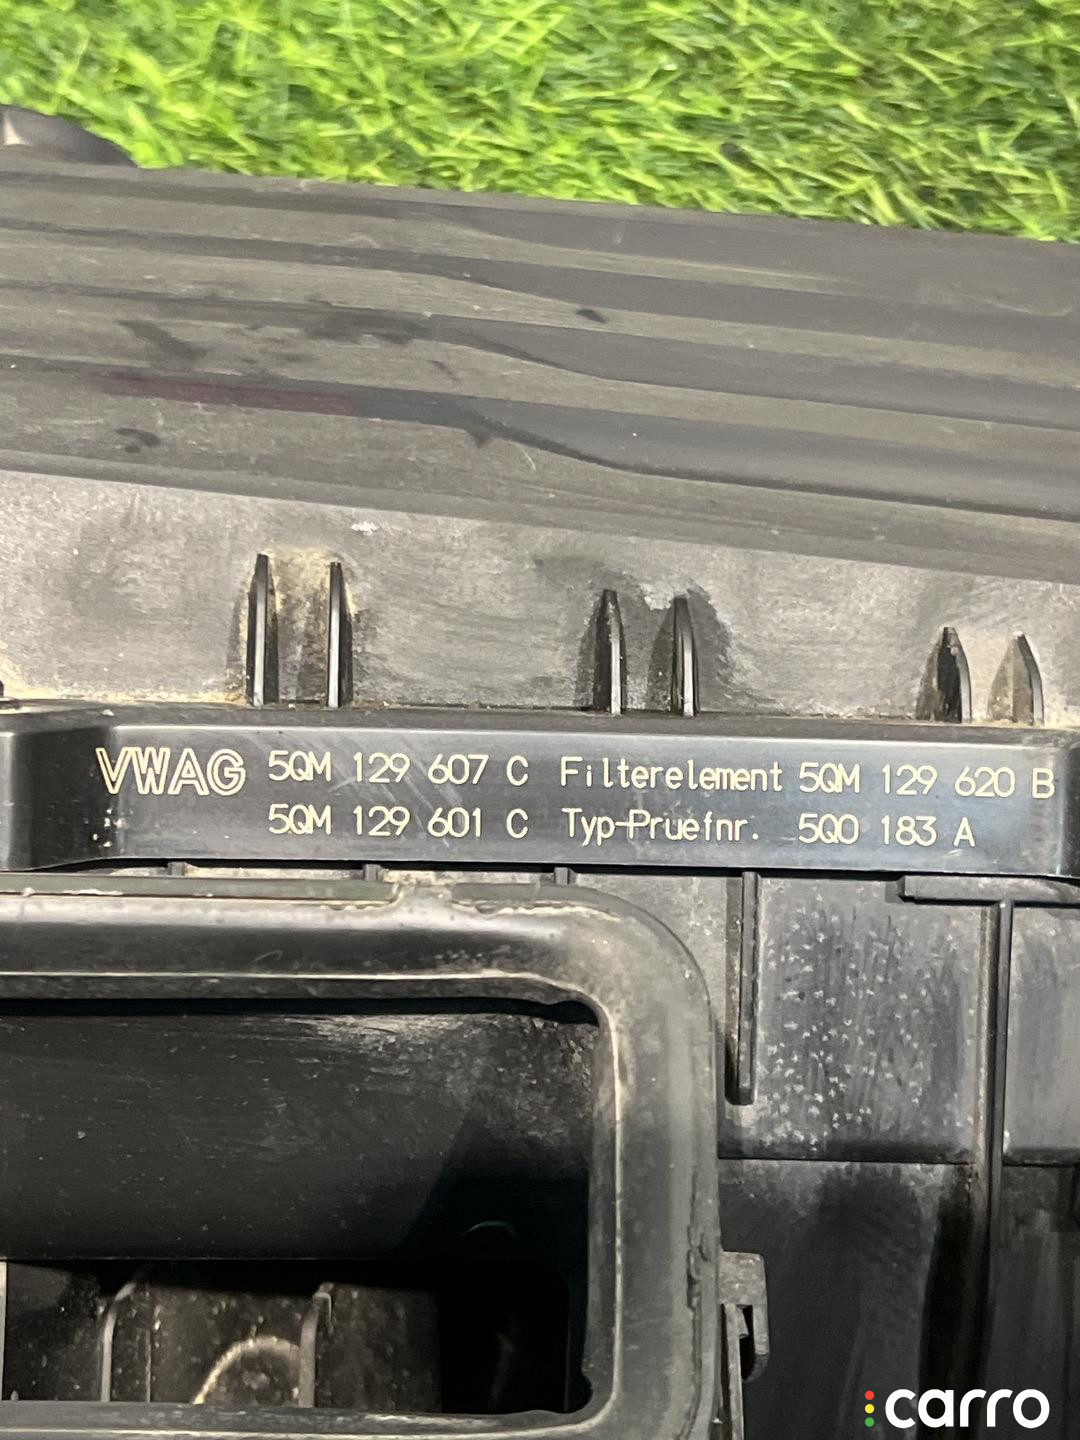 VWAG 5QM 129 607 C Filterelement 5QM 129 620 B
5QM 129 601 C Typ-Pruefnr. 5Q0 183 A
carro